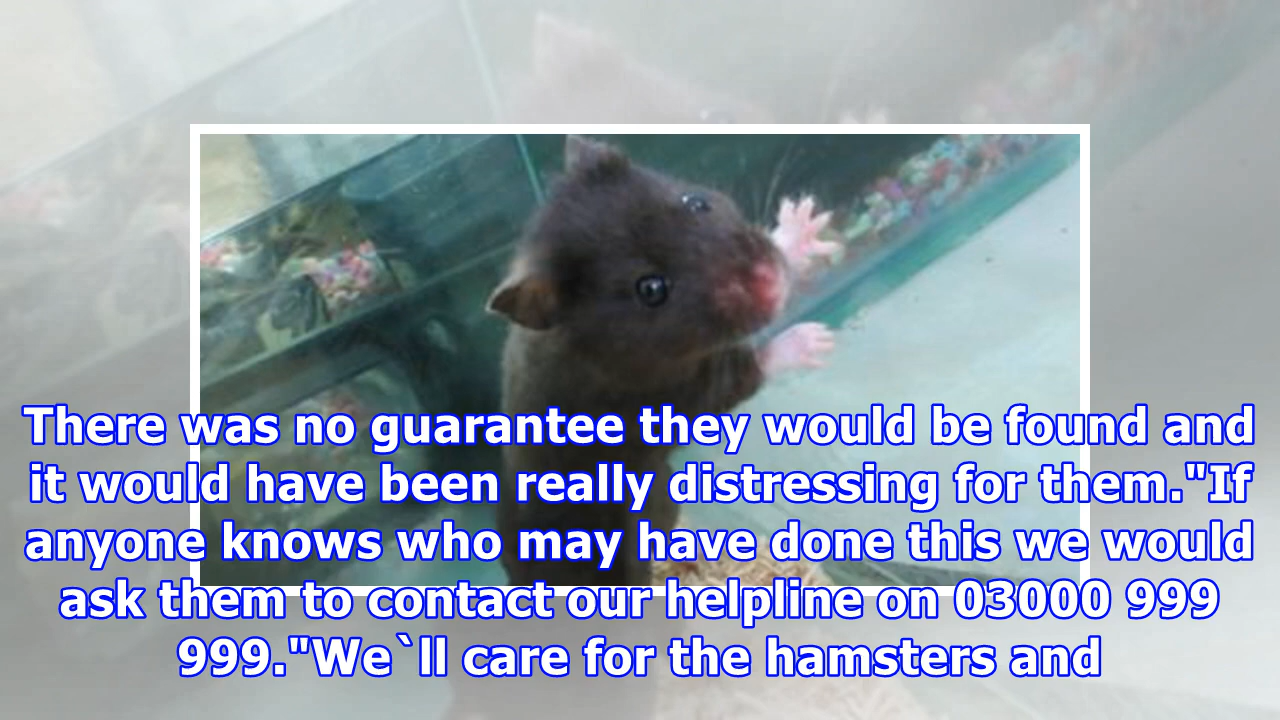 There was no guarantee they would be found and
it would have been really distressing for them."If
anyone knows who may have done this we would
ask them to contact our helpline on 03000 999
999."We`ll care for the hamsters and